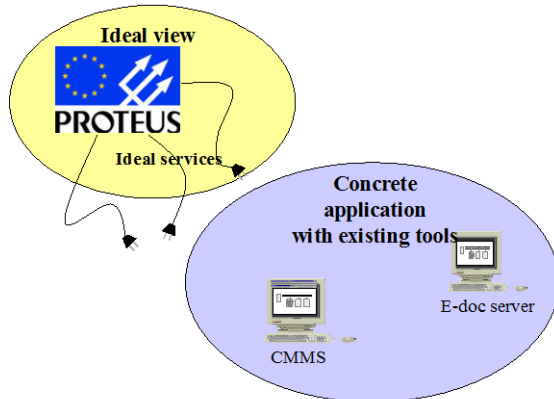 Ideal view
PROTEUS
Ideal services
Concrete
application
with existing tools
E-doc server
CMMS